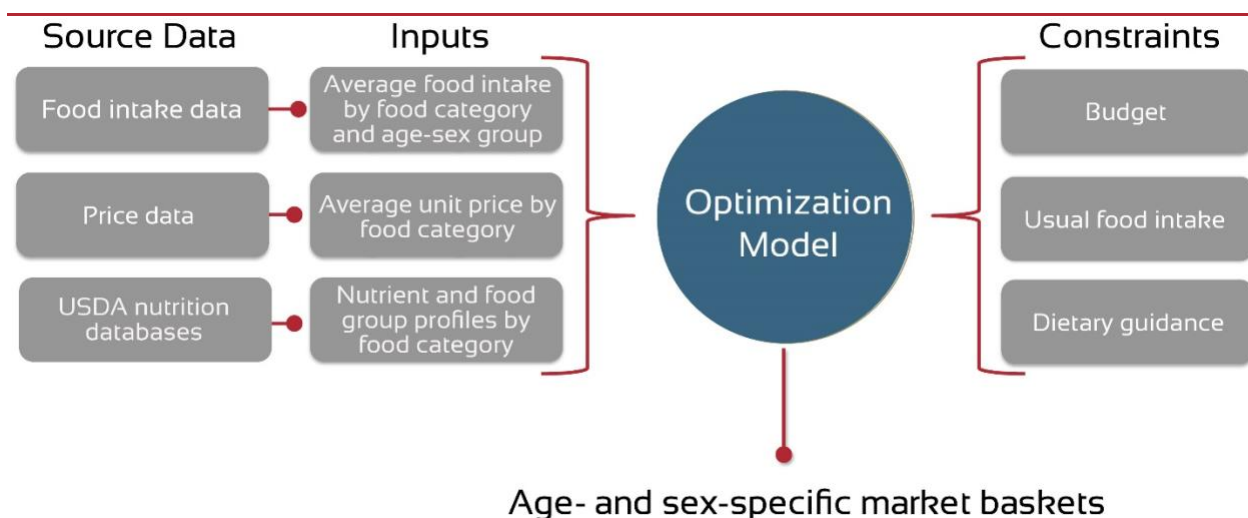 Source Data
Inputs
Constraints
Food intake data
Average food intake
by food category
and age-sex group
Price data
Average unit price by
food category
USDA nutrition
databases
Nutrient and food
group profiles by
food category
Optimization
Model
Budget
Usual food intake
Dietary guidance
Age- and sex-specific market baskets